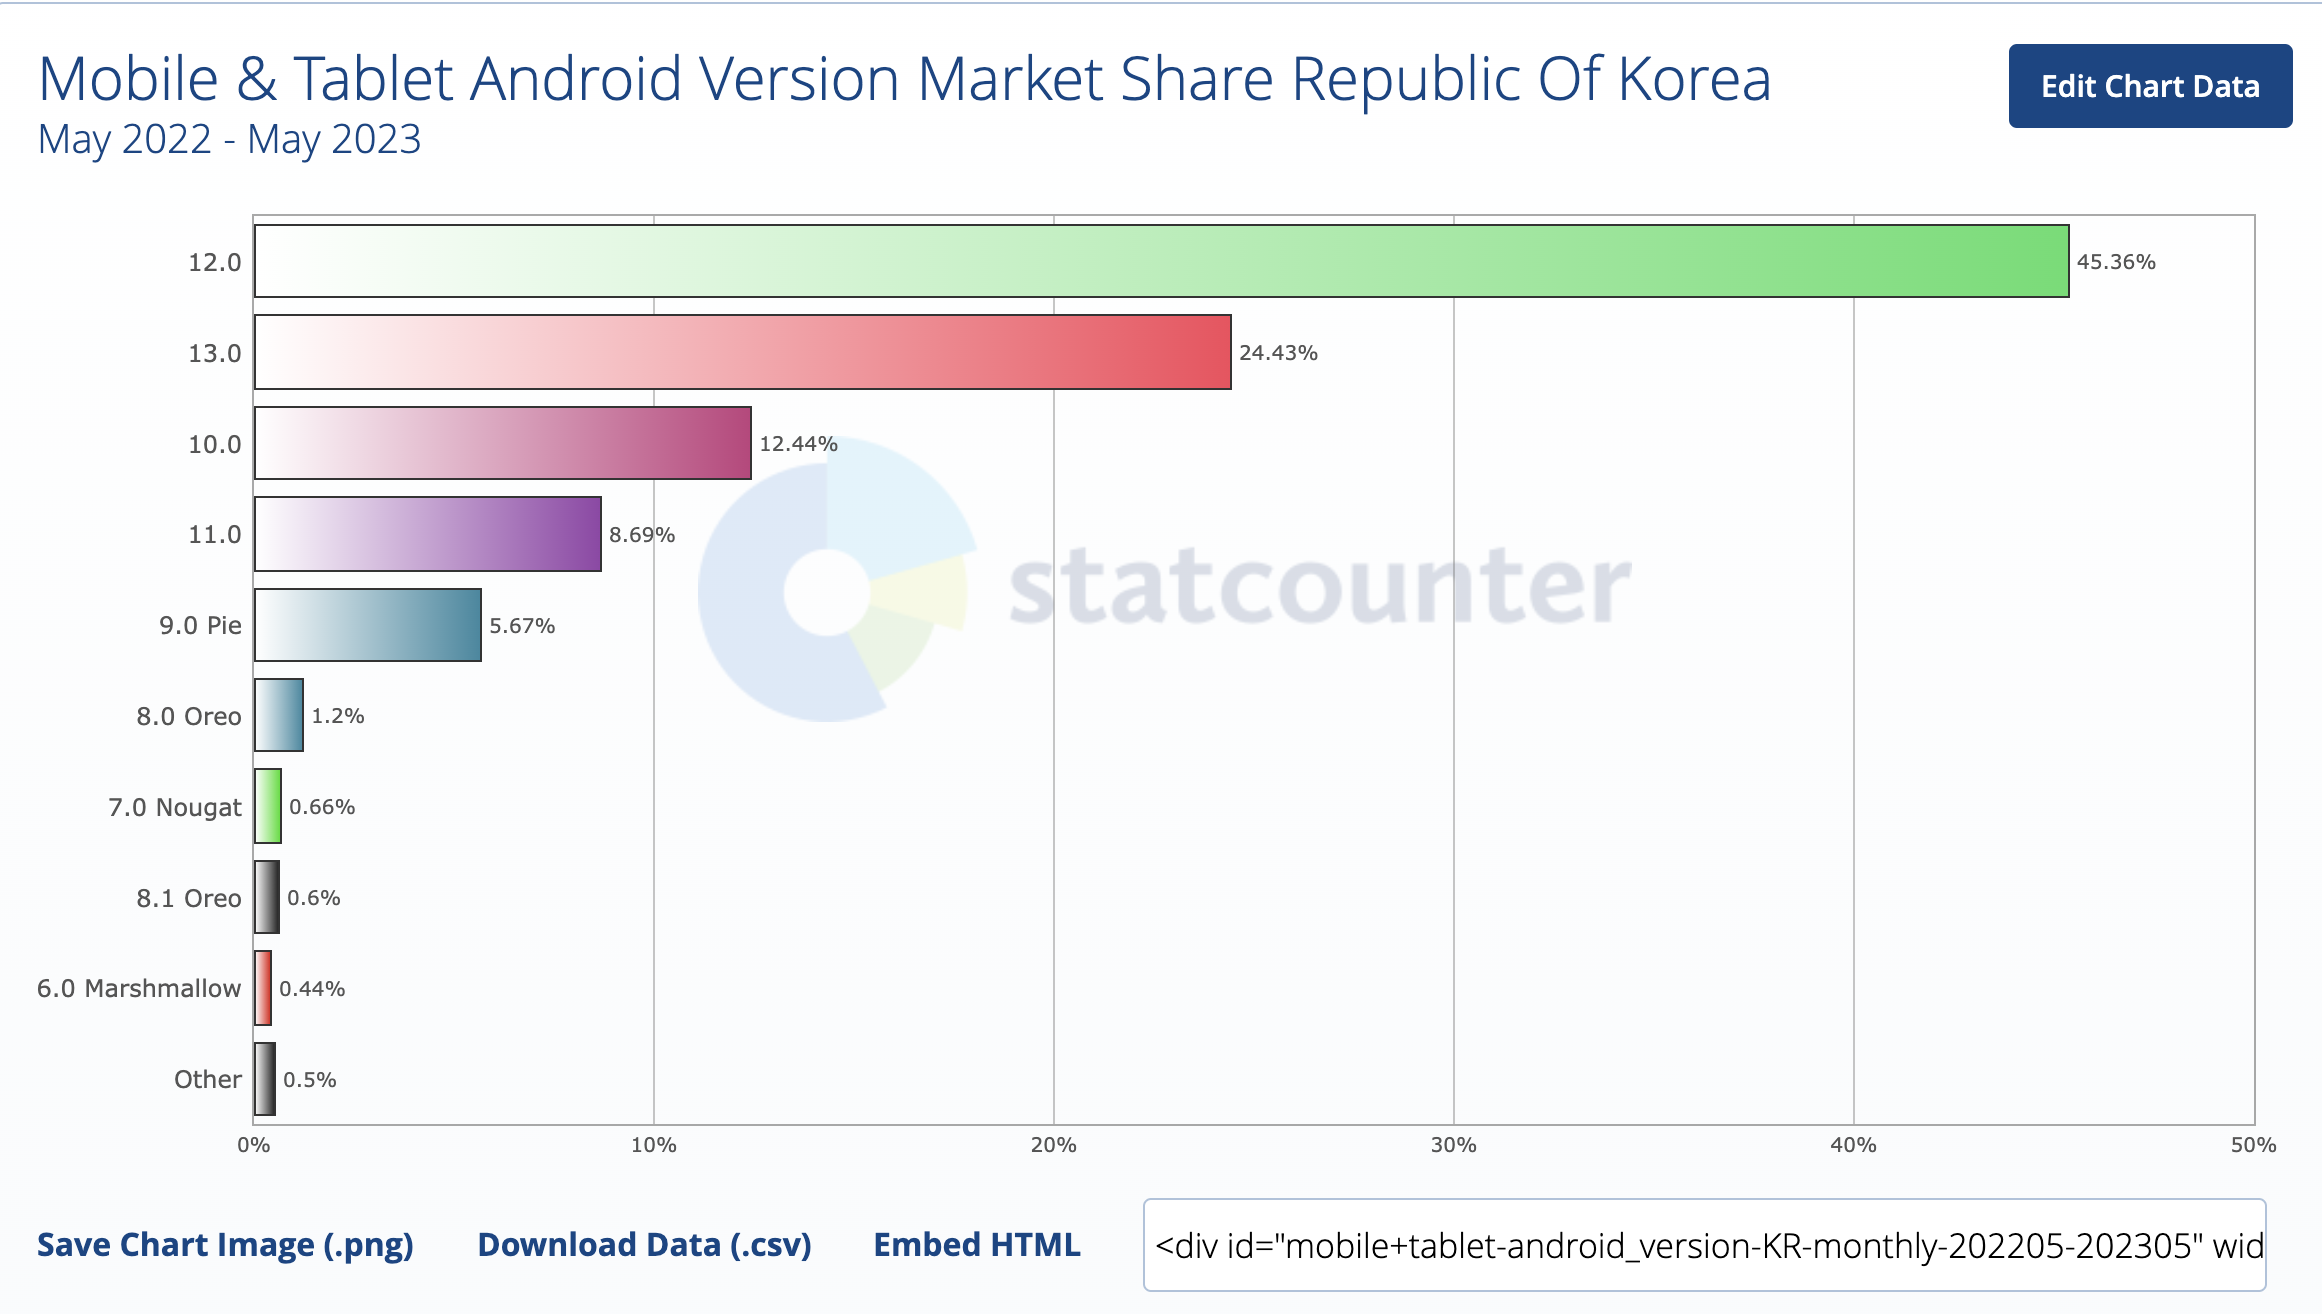 Mobile & Tablet Android Version Market Share Republic Of Korea
Edit Chart Data
May 2022 - May 2023
12.0
45.36%
13.0
24.43%
10.0
12.44%
11.0
8.69%
9.0 Pie
5.67%
8.0 Oreo
1.2%
7.0 Nougat
0.66%
8.1 Oreo
0.6%
6.0 Marshmallow
0.44%
Other
0.5%
statcounter
0% 10% 20% 30% 40% 50%
Save Chart Image (.png) Download Data (.csv) Embed HTML
<div id="mobile+tablet-android_version-KR-monthly-202205-202305" wid